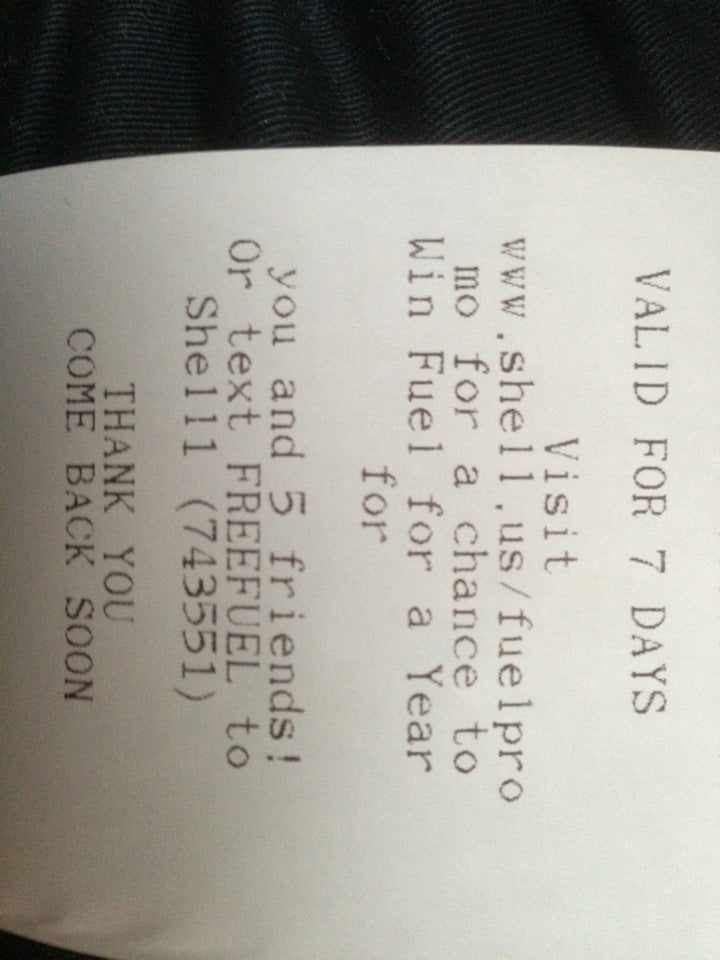 VALID FOR 7 DAYS
Visit
www.shell.us/fuelpro
mo for a chance to
Win Fuel for a Year
for
you and 5 friends!
Or text FREEFUEL to
Shell1 (743551)
THANK YOU
COME BACK SOON